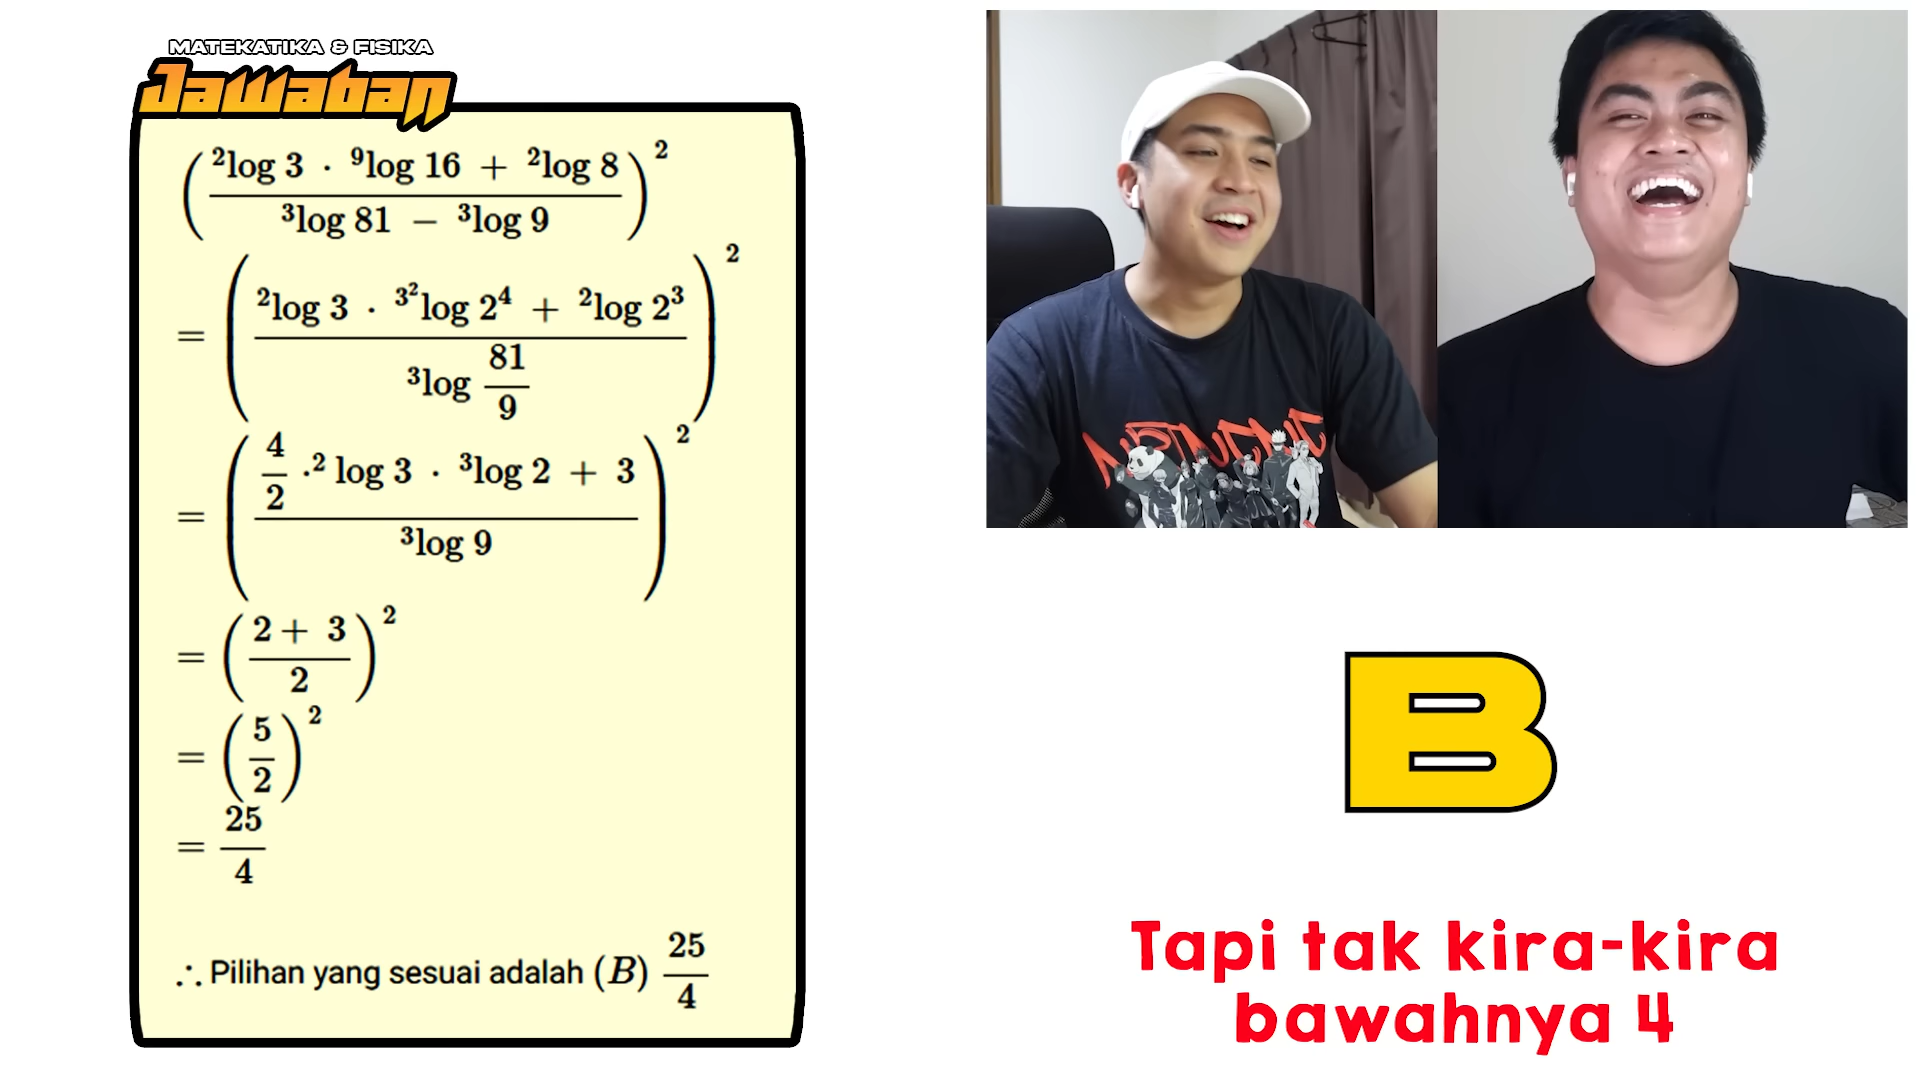 MATEKATIKA & FISIKA
Jawaban
(²log 3 · ⁹log 16 + ²log 8 / ³log 81 − ³log 9)²
= (²log 3 · ^{3²}log 2⁴ + ²log 2³ / ³log 81/9)²
= (4/2 ·² log 3 · ³log 2 + 3 / ³log 9)²
= (2 + 3 / 2)²
= (5/2)²
= 25/4
∴ Pilihan yang sesuai adalah (B) 25/4
B
Tapi tak kira-kira
bawahnya 4